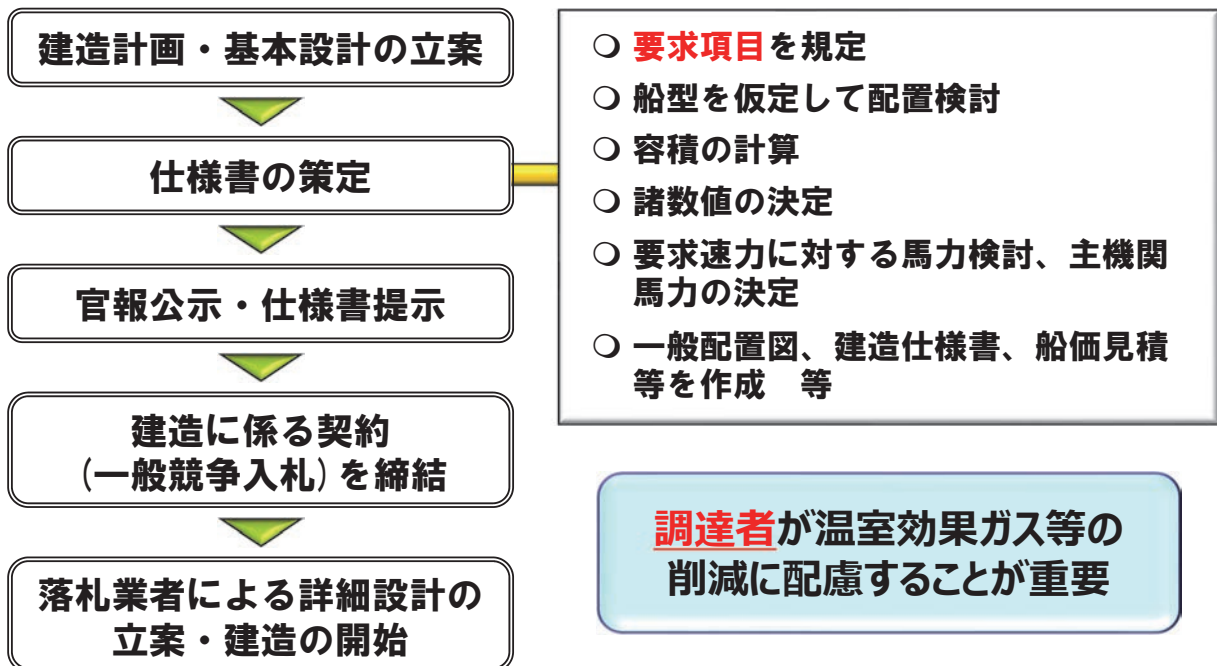 建造計画・基本設計の立案
仕様書の策定
官報公示・仕様書提示
建造に係る契約
(一般競争入札)を締結
落札業者による詳細設計の
立案・建造の開始
○ 要求項目を規定
○ 船型を仮定して配置検討
○ 容積の計算
○ 諸数値の決定
○ 要求速力に対する馬力検討、主機関
馬力の決定
○ 一般配置図、建造仕様書、船価見積
等を作成　等
調達者が温室効果ガス等の
削減に配慮することが重要